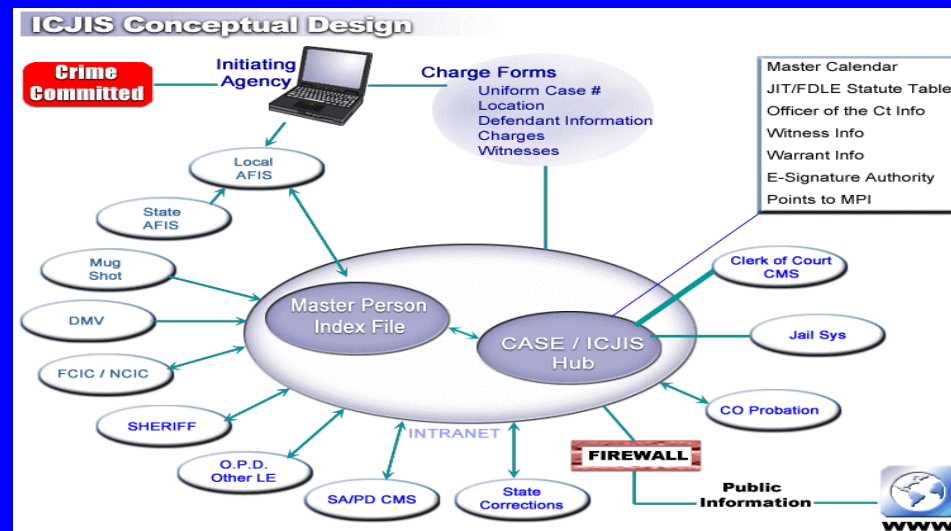 ICJIS Conceptual Design
Crime
Committed
Initiating
Agency
Charge Forms
Uniform Case #
Location
Defendant Information
Charges
Witnesses
Master Calendar
JIT/FDLE Statute Table
Officer of the Ct Info
Witness Info
Warrant Info
E-Signature Authority
Points to MPI
Local
AFIS
State
AFIS
Mug
Shot
DMV
FCIC / NCIC
SHERIFF
O.P.D.
Other LE
SA/PD CMS
State
Corrections
Master Person
Index File
CASE / ICJIS
Hub
INTRANET
Clerk of Court
CMS
Jail Sys
CO Probation
FIREWALL
Public
Information
www